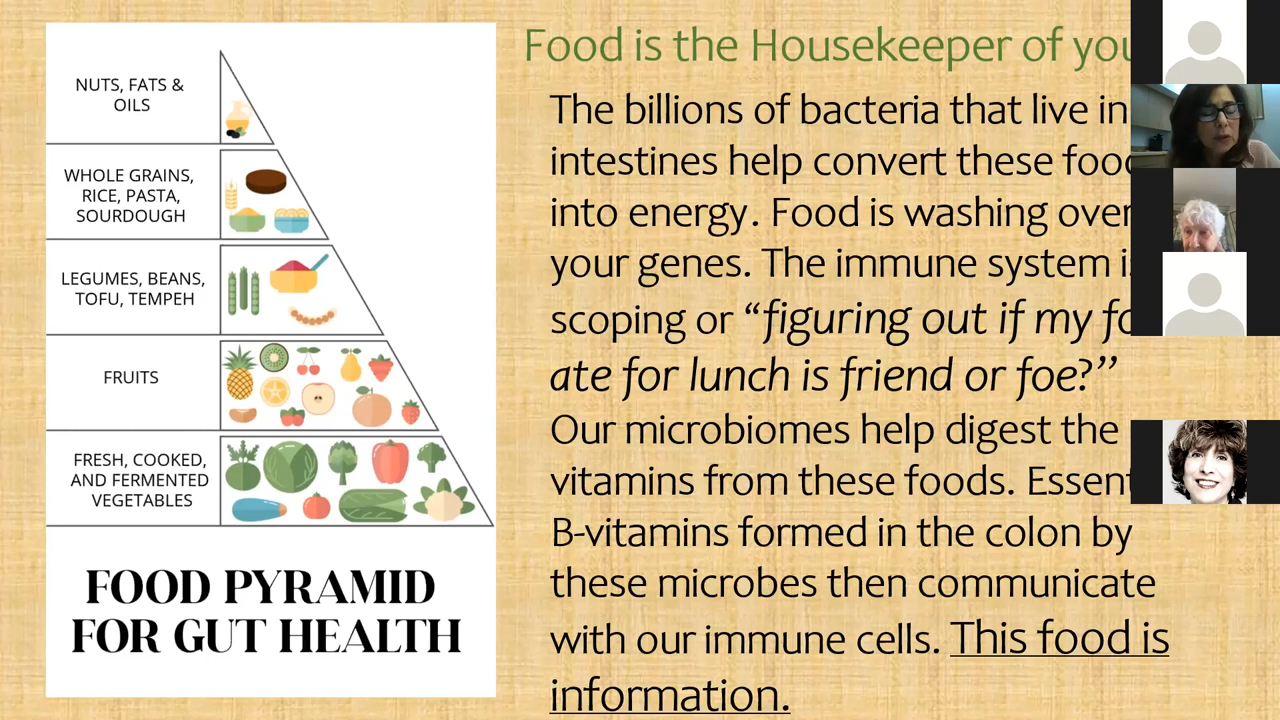 NUTS, FATS &
OILS
WHOLE GRAINS,
RICE, PASTA,
SOURDOUGH
LEGUMES, BEANS,
TOFU, TEMPEH
FRUITS
FRESH, COOKED,
AND FERMENTED
VEGETABLES
FOOD PYRAMID
FOR GUT HEALTH
Food is the Housekeeper of
The billions of bacteria that live in
intestines help convert these
into energy. Food is washing over
your genes. The immune system
scoping or “figuring out if my
ate for lunch is friend or foe?”
Our microbiomes help digest the
vitamins from these foods.
B-vitamins formed in the colon by
these microbes then communicate
with our immune cells. This food is
information.